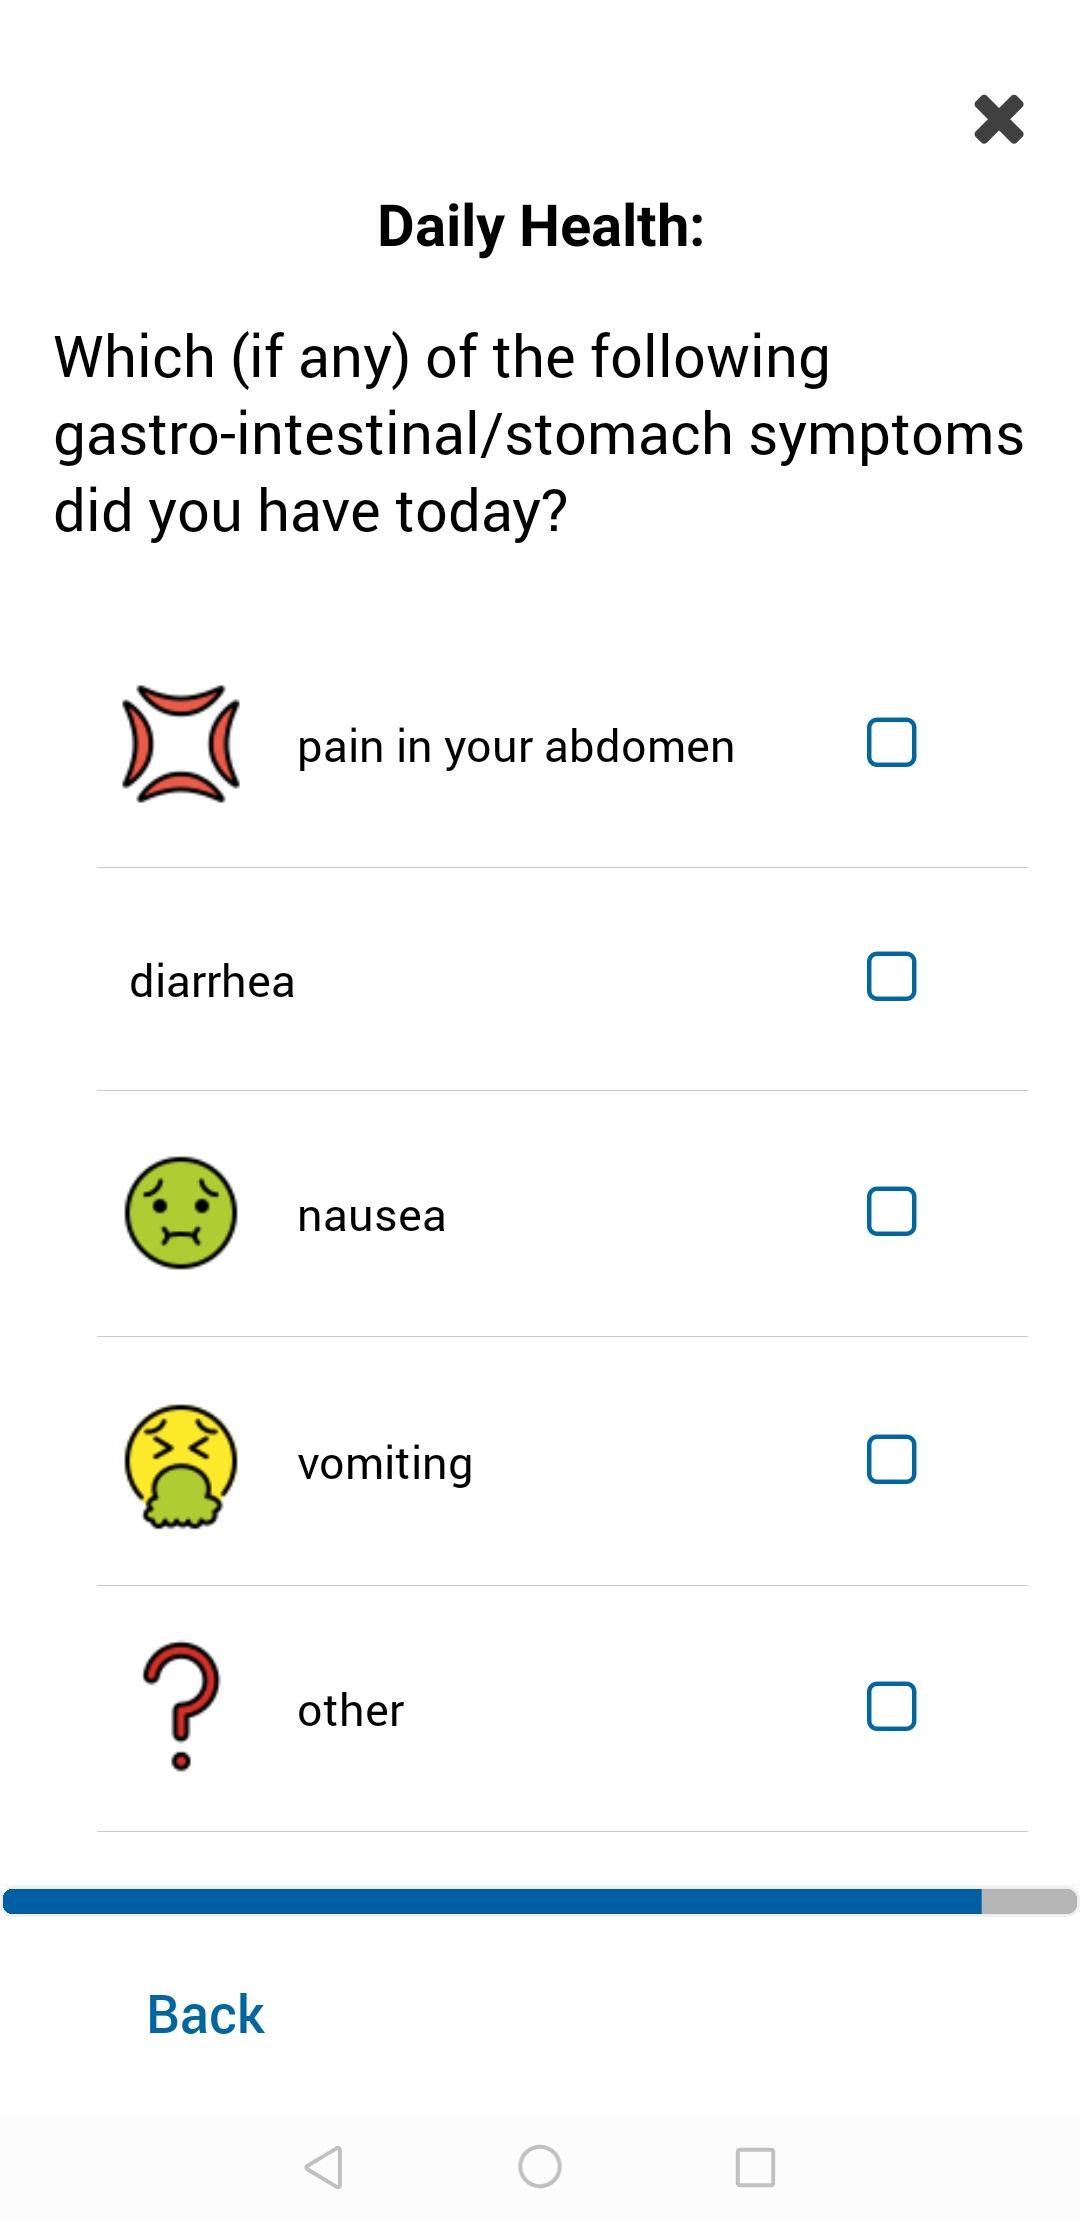 Daily Health:
Which (if any) of the following
gastro-intestinal/stomach symptoms
did you have today?
pain in your abdomen
diarrhea
nausea
vomiting
other
Back